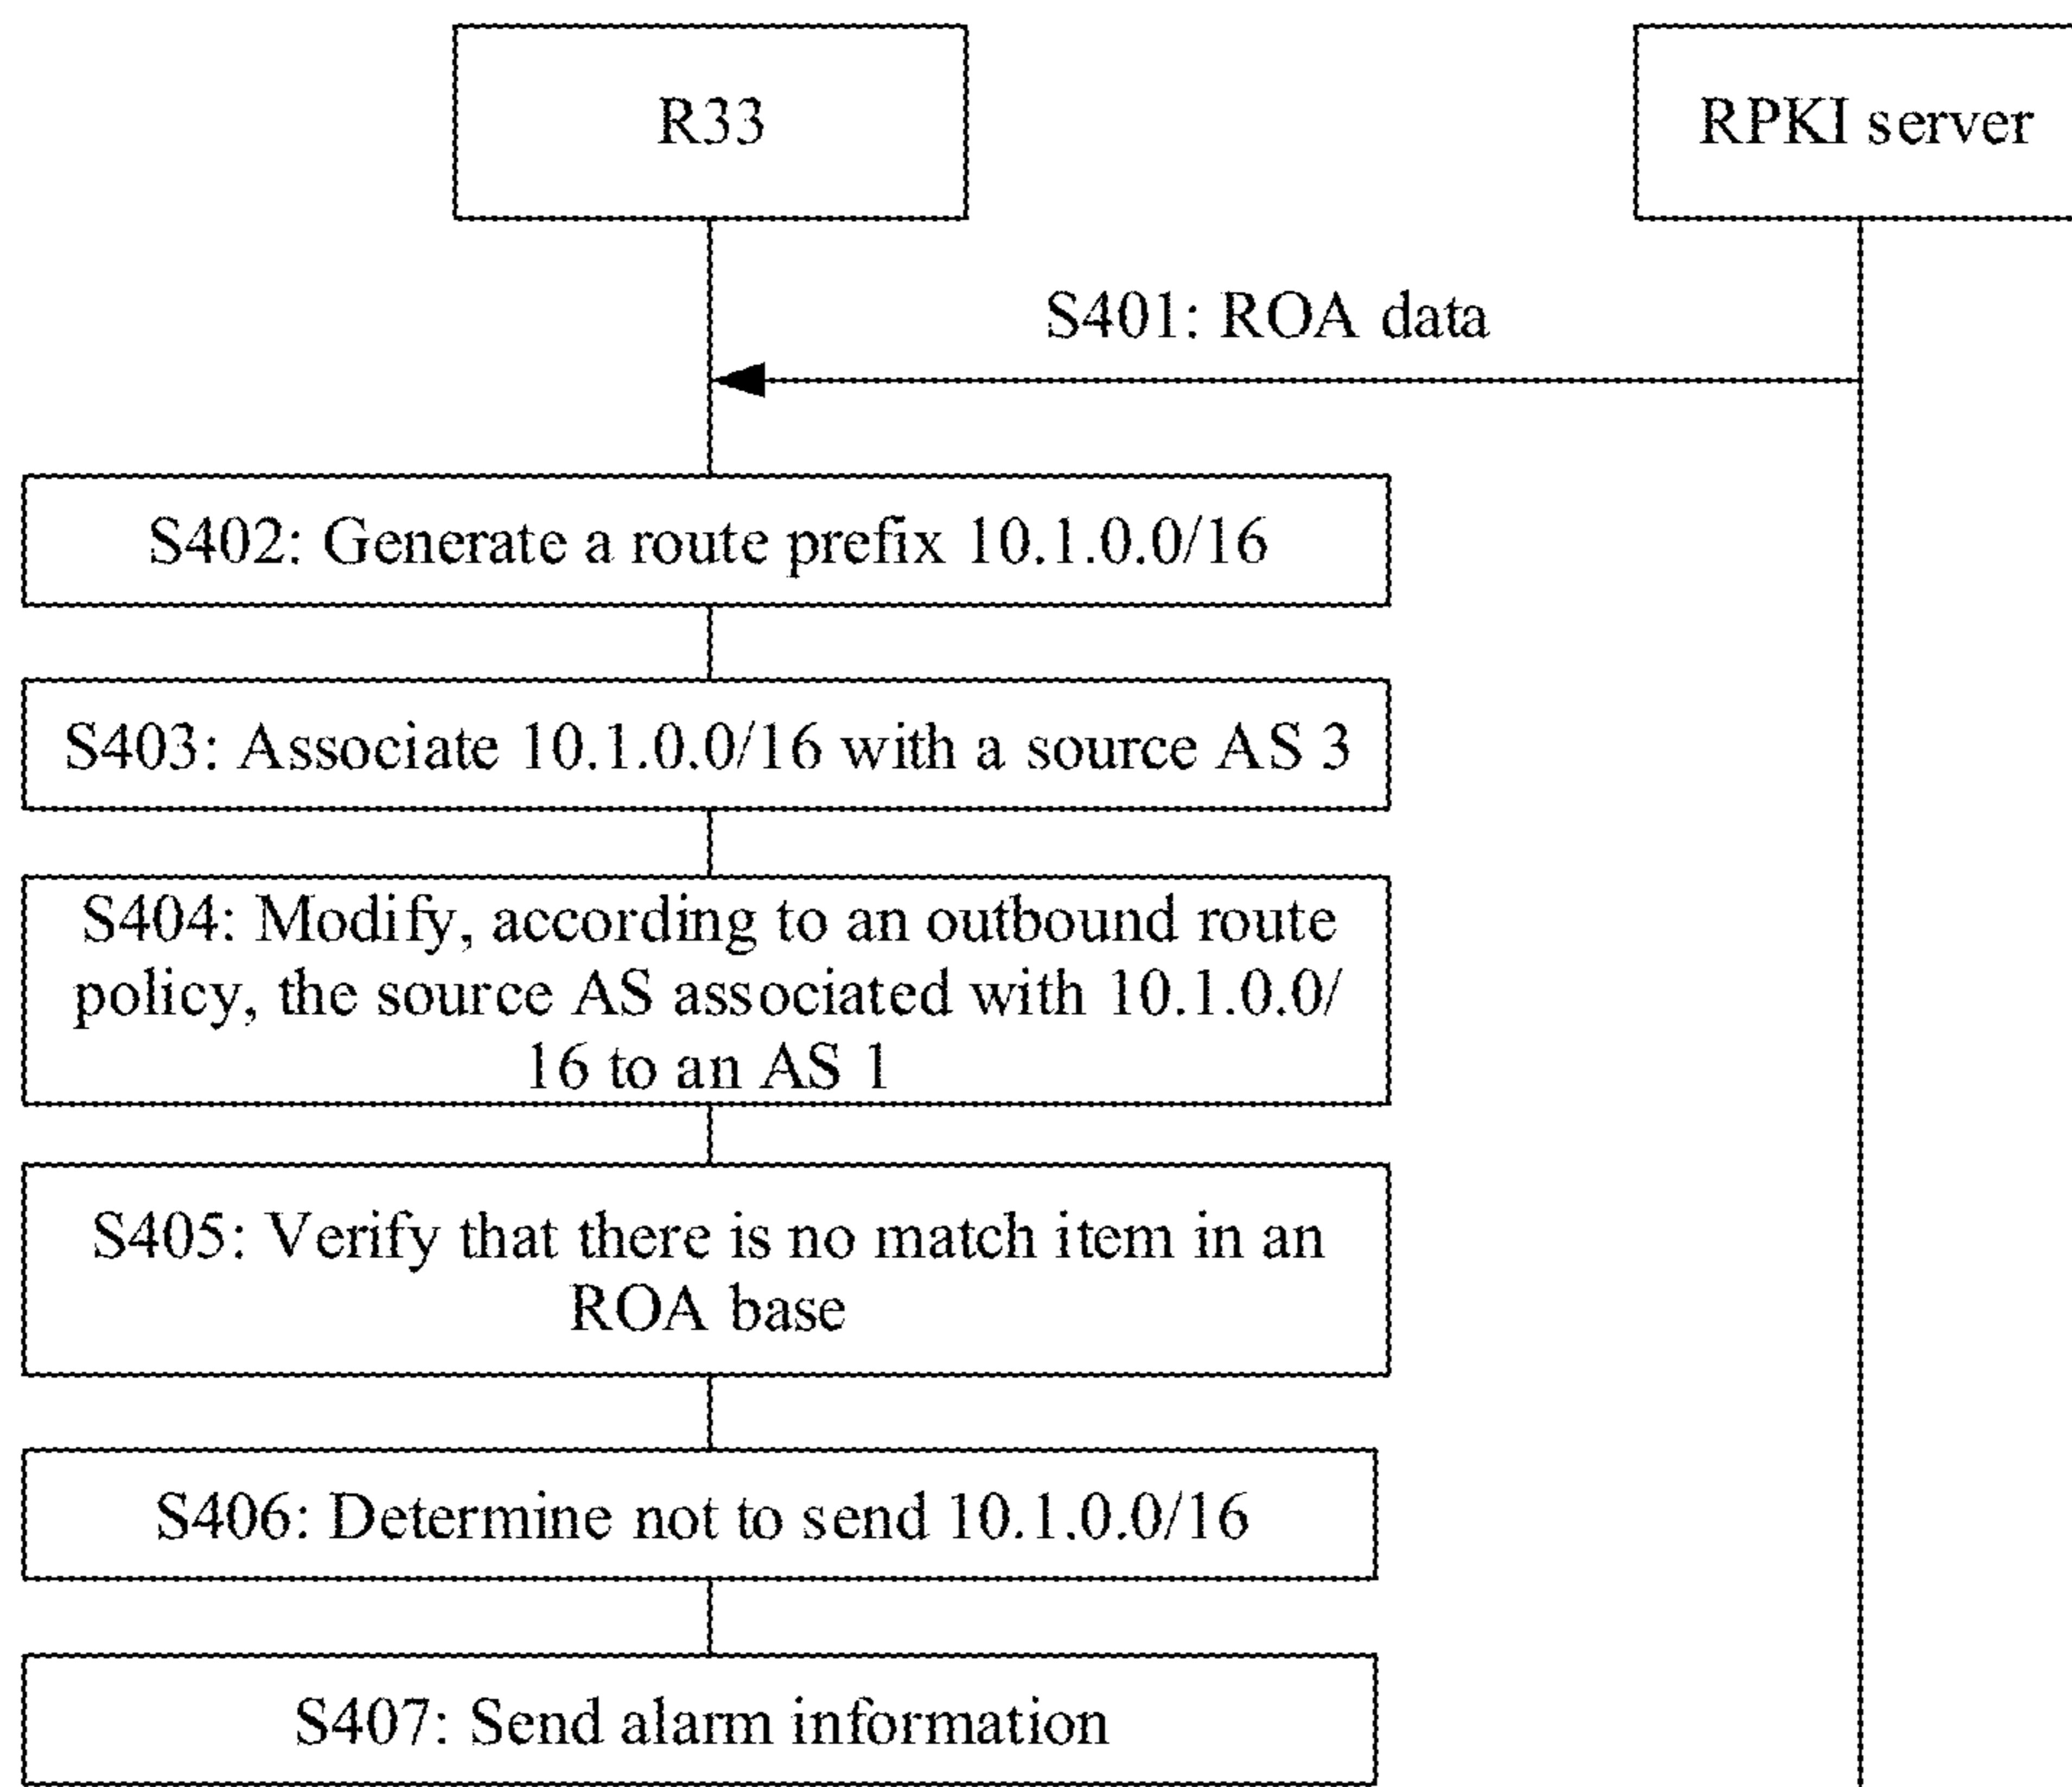 R33
RPKI server
S401: ROA data
S402: Generate a route prefix 10.1.0.0/16
S403: Associate 10.1.0.0/16 with a source AS 3
S404: Modify, according to an outbound route
policy, the source AS associated with 10.1.0.0/
16 to an AS 1
S405: Verify that there is no match item in an
ROA base
S406: Determine not to send 10.1.0.0/16
S407: Send alarm information